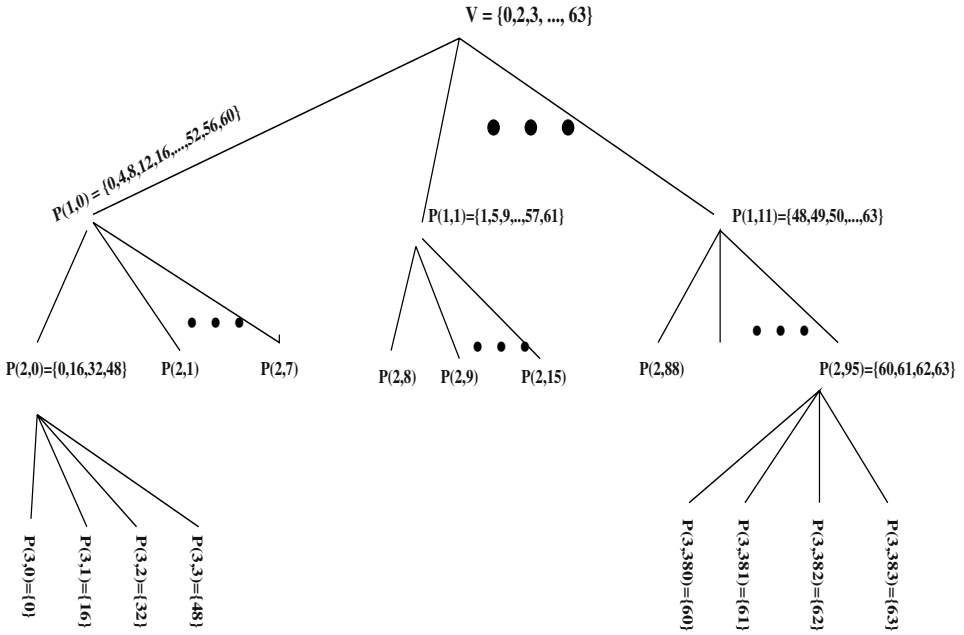 V = {0,2,3, ..., 63}
P(1,0) = {0,4,8,12,16,...,52,56,60}
P(1,1)={1,5,9,..,57,61}
P(1,11)={48,49,50,...,63}
P(2,0)={0,16,32,48}
P(2,1)
P(2,7)
P(2,8)
P(2,9)
P(2,15)
P(2,88)
P(2,95)={60,61,62,63}
P(3,0)={0}
P(3,1)={16}
P(3,2)={32}
P(3,3)={48}
P(3,380)={60}
P(3,381)={61}
P(3,382)={62}
P(3,383)={63}